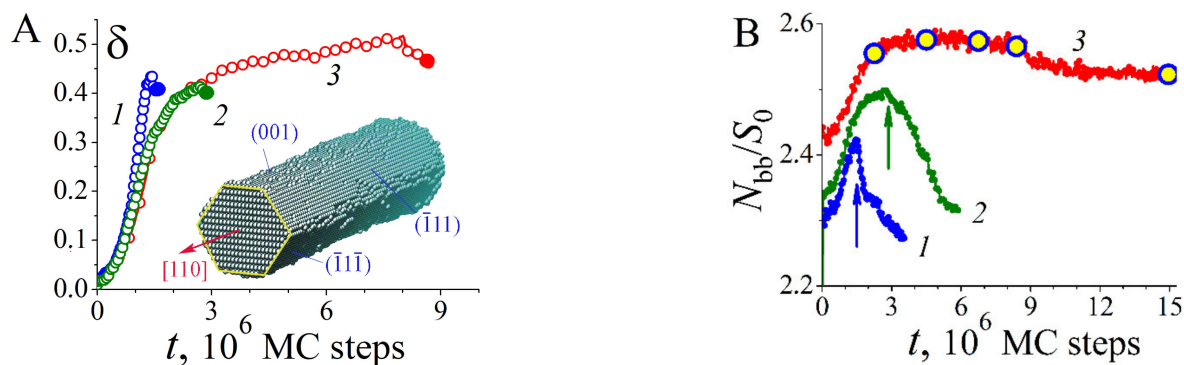 A
δ
0.5
0.4
0.3
0.2
0.1
0.0
0 3 6 9
1
2
3
(001)
(1̄11)
(1̄11̄)
[110]
t, 10⁶ MC steps
B
N_bb/S_0
2.6
2.4
2.2
0 3 6 9 12 15
3
2
1
t, 10⁶ MC steps